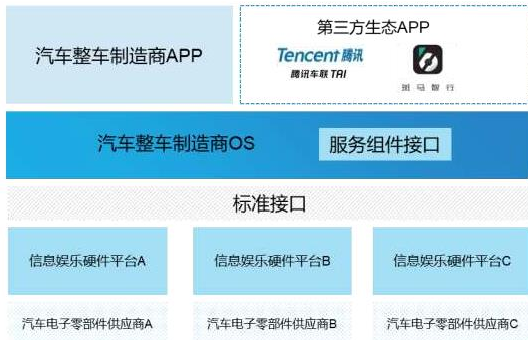 汽车整车制造商APP
第三方生态APP
Tencent 腾讯
腾讯车联TAI
斑马智行
汽车整车制造商OS
服务组件接口
标准接口
信息娱乐硬件平台A
信息娱乐硬件平台B
信息娱乐硬件平台C
汽车电子零部件供应商A
汽车电子零部件供应商B
汽车电子零部件供应商C